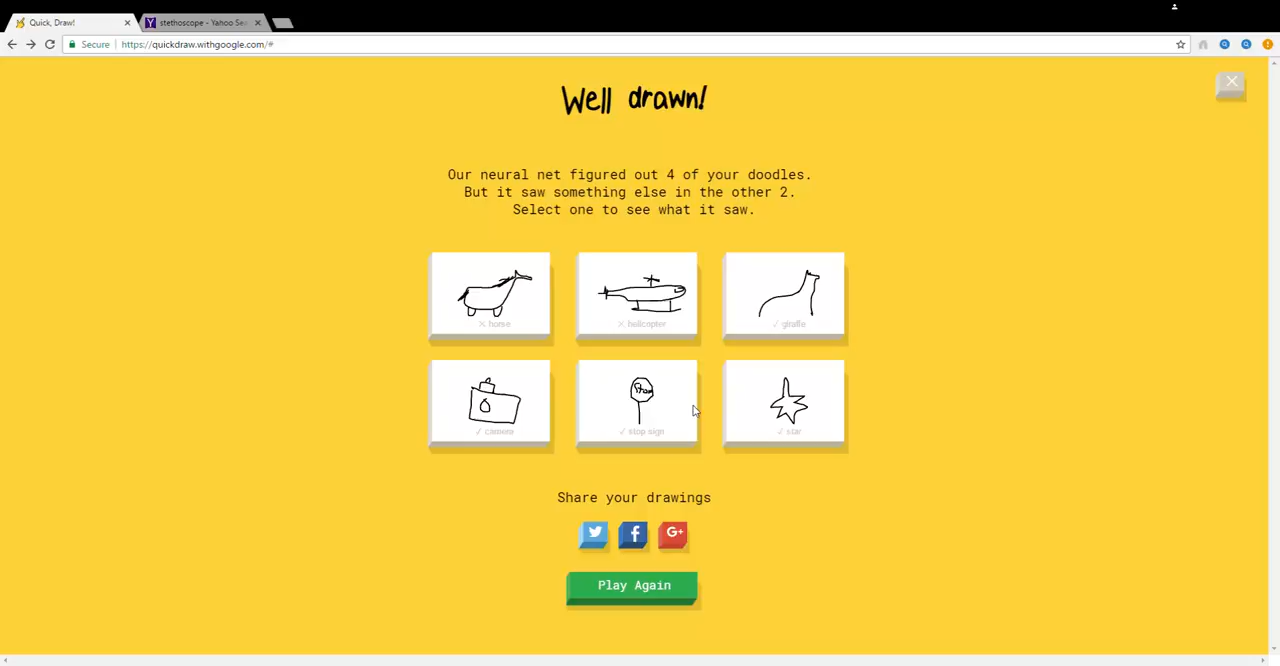 Quick, Draw!
stethoscope - Yahoo Sea
Secure
https://quickdraw.withgoogle.com/#
Well drawn!
Our neural net figured out 4 of your doodles.
But it saw something else in the other 2.
Select one to see what it saw.
× horse
× helicopter
✓ giraffe
✓ camera
✓ stop sign
✓ star
Share your drawings
f
G+
Play Again